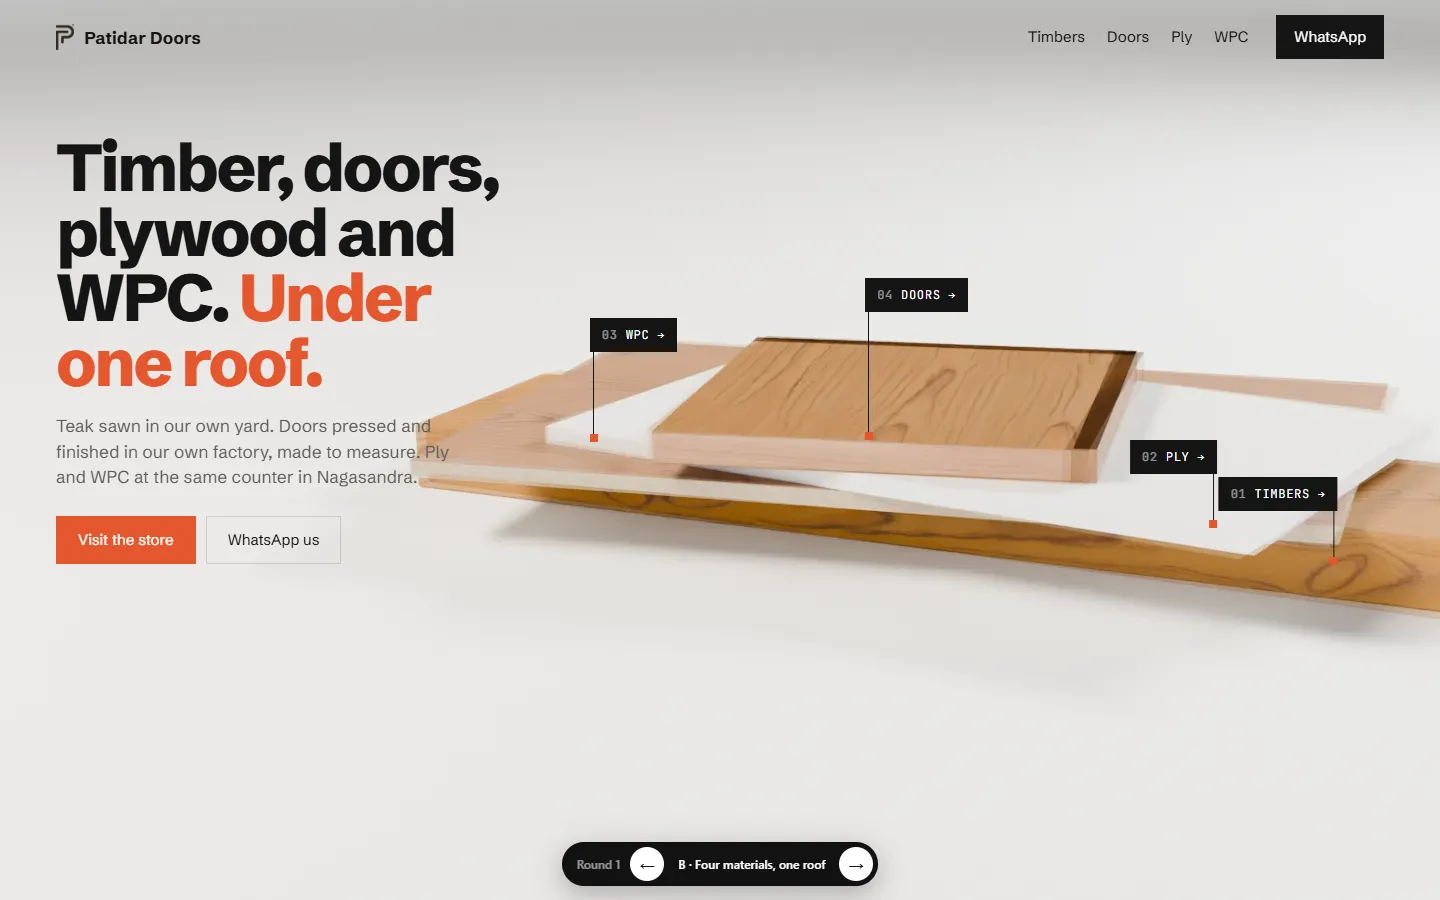 Patidar Doors
Timbers
Doors
Ply
WPC
WhatsApp
Timber, doors,
plywood and
WPC. Under
one roof.
Teak sawn in our own yard. Doors pressed and
finished in our own factory, made to measure. Ply
and WPC at the same counter in Nagasandra.
Visit the store
WhatsApp us
04 DOORS →
03 WPC →
02 PLY →
01 TIMBERS →
Round 1
←
B · Four materials, one roof
→